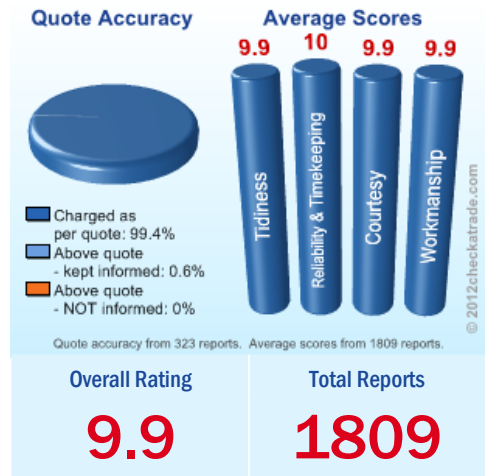 Quote Accuracy
Average Scores
9.9
10
9.9
9.9
Tidiness
Reliability & Timekeeping
Courtesy
Workmanship
Charged as
per quote: 99.4%
Above quote
- kept informed: 0.6%
Above quote
- NOT informed: 0%
© 2012checkatrade.com
Quote accuracy from 323 reports. Average scores from 1809 reports.
Overall Rating
Total Reports
9.9
1809